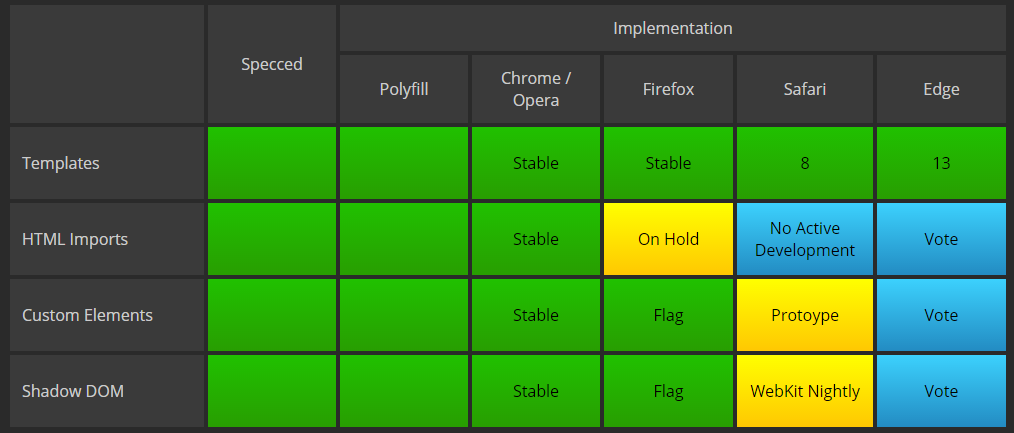 Implementation
Specced
Polyfill
Chrome /
Opera
Firefox
Safari
Edge
Templates
Stable
Stable
8
13
HTML Imports
Stable
On Hold
No Active
Development
Vote
Custom Elements
Stable
Flag
Protoype
Vote
Shadow DOM
Stable
Flag
WebKit Nightly
Vote